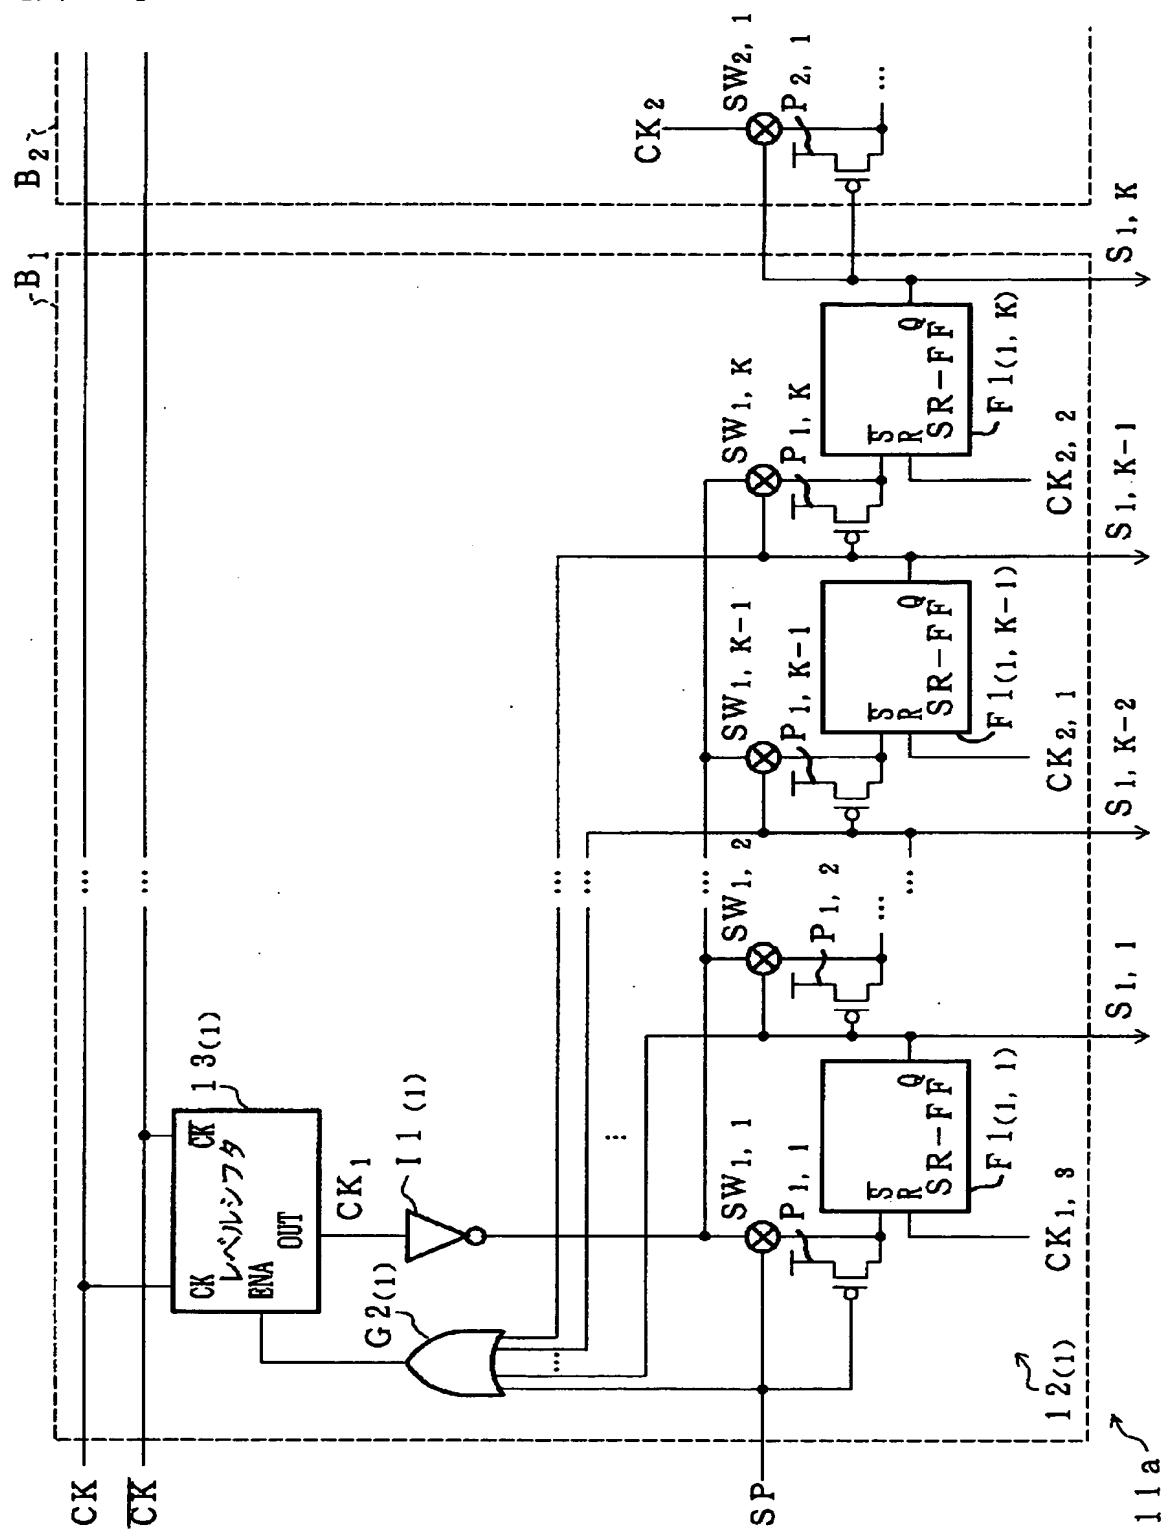 B2
B1
CK
C̅K̅
CK
C̅K̅
レベルシフタ
ENA
OUT
13(1)
CK1
I1(1)
G2(1)
SP
SW1, 1
P1, 1
S̅
R
Q
SR-FF
F1(1, 1)
CK1, 3
S1, 1
SW1, 2
P1, 2
SW1, K-1
P1, K-1
S̅
R
Q
SR-FF
F1(1, K-1)
CK2, 1
S1, K-2
SW1, K
P1, K
S̅
R
Q
SR-FF
F1(1, K)
CK2, 2
S1, K-1
S1, K
CK2
SW2, 1
P2, 1
12(1)
11a